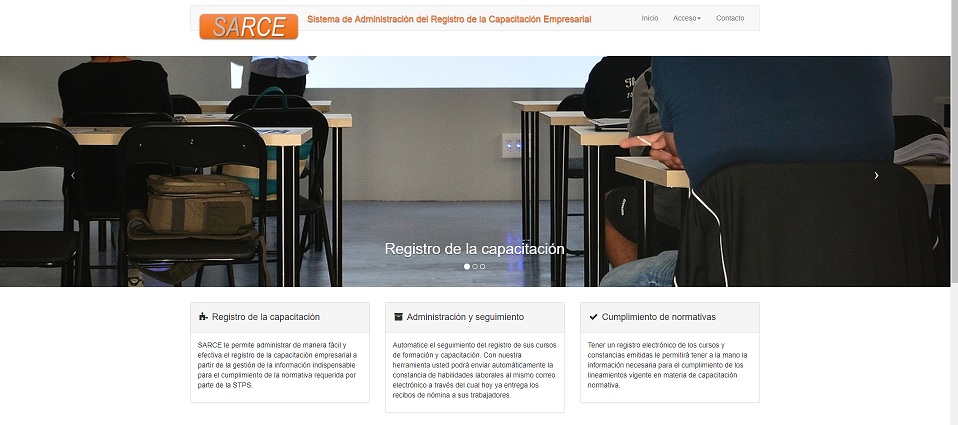 SARCE
Sistema de Administración del Registro de la Capacitación Empresarial
Inicio
Acceso
Contacto
Registro de la capacitación
Registro de la capacitación
SARCE le permite administrar de manera fácil y
efectiva el registro de la capacitación empresarial a
partir de la gestión de la información indispensable
para el cumplimiento de la normativa requerida por
parte de la STPS.
Administración y seguimiento
Automatice el seguimiento del registro de sus cursos
de formación y capacitación. Con nuestra
herramienta usted podrá enviar automáticamente la
constancia de habilidades laborales al mismo correo
electrónico a través del cual hoy ya entrega los
recibos de nómina a sus trabajadores.
Cumplimiento de normativas
Tener un registro electrónico de los cursos y
constancias emitidas le permitirá tener a la mano la
información necesaria para el cumplimiento de los
lineamientos vigente en materia de capacitación
normativa.